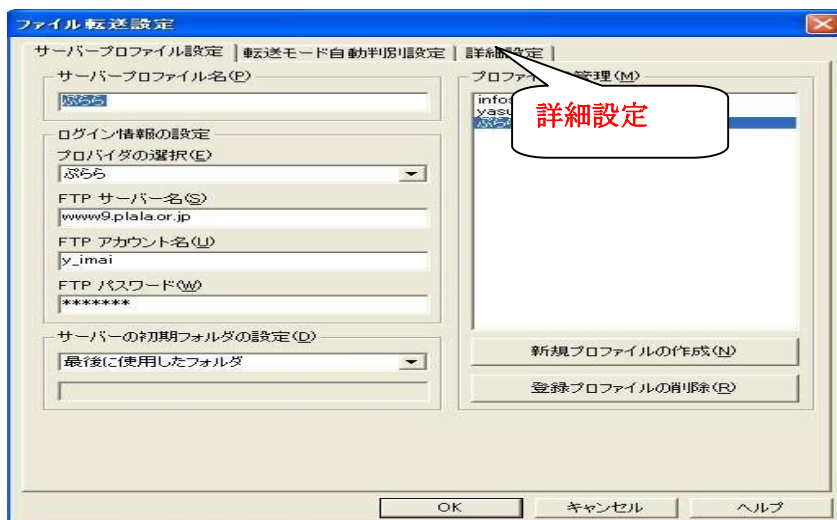 ファイル転送設定
サーバープロファイル設定 転送モード自動判別設定 詳細設定
サーバープロファイル名(P)
ぷらら
ログイン情報の設定
プロバイダの選択(E)
ぷらら
FTP サーバー名(S)
www9.plala.or.jp
FTP アカウント名(U)
y_imai
FTP パスワード(W)
*******
サーバーの初期フォルダの設定(D)
最後に使用したフォルダ
プロファイ 管理(M)
infos
yasu
ぷら
詳細設定
新規プロファイルの作成(N)
登録プロファイルの削除(R)
OK キャンセル ヘルプ